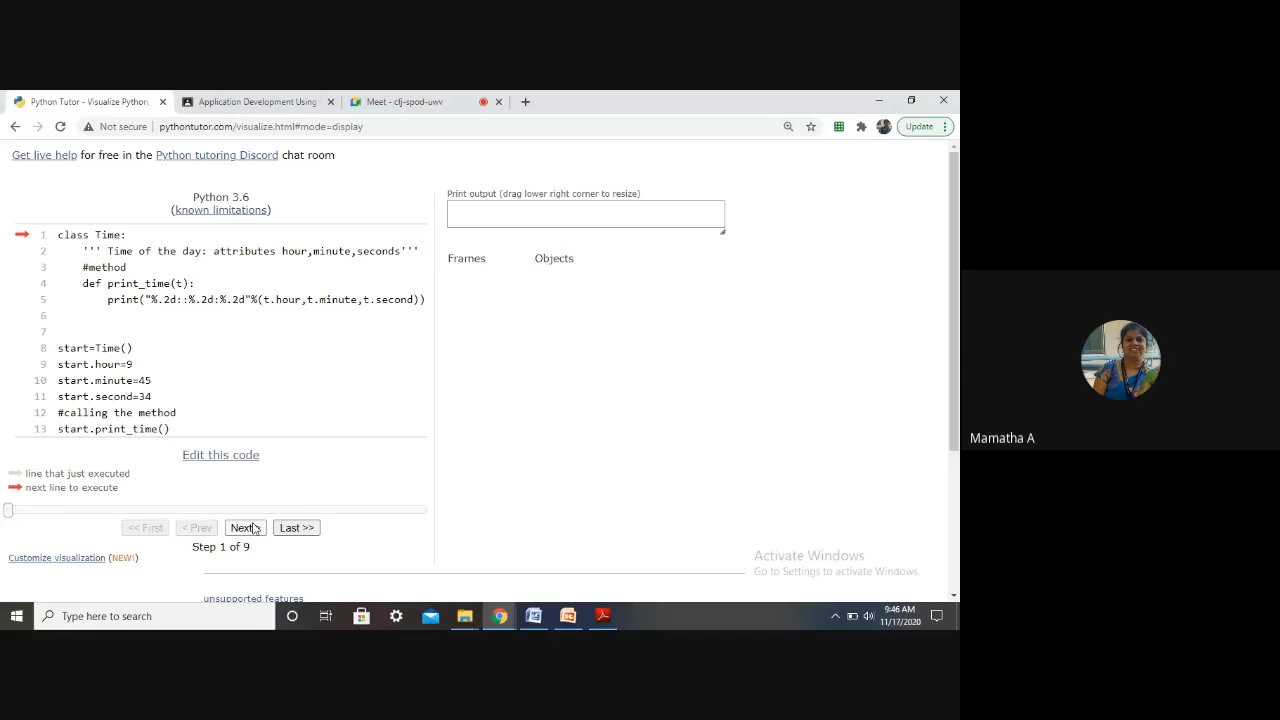 Python Tutor - Visualize Python,
Application Development Using
Meet - cfj-spod-uwv
Not secure
pythontutor.com/visualize.html#mode=display
Update
Get live help for free in the Python tutoring Discord chat room
Python 3.6
(known limitations)
1 class Time:
2 ''' Time of the day: attributes hour,minute,seconds'''
3 #method
4 def print_time(t):
5 print("%.2d::%.2d:%.2d"%(t.hour,t.minute,t.second))
6
7
8 start=Time()
9 start.hour=9
10 start.minute=45
11 start.second=34
12 #calling the method
13 start.print_time()
Edit this code
line that just executed
next line to execute
<< First
< Prev
Next >
Last >>
Step 1 of 9
Customize visualization (NEW!)
unsupported features
Print output (drag lower right corner to resize)
Frames
Objects
Activate Windows
Go to Settings to activate Windows.
Type here to search
9:46 AM
11/17/2020
Mamatha A